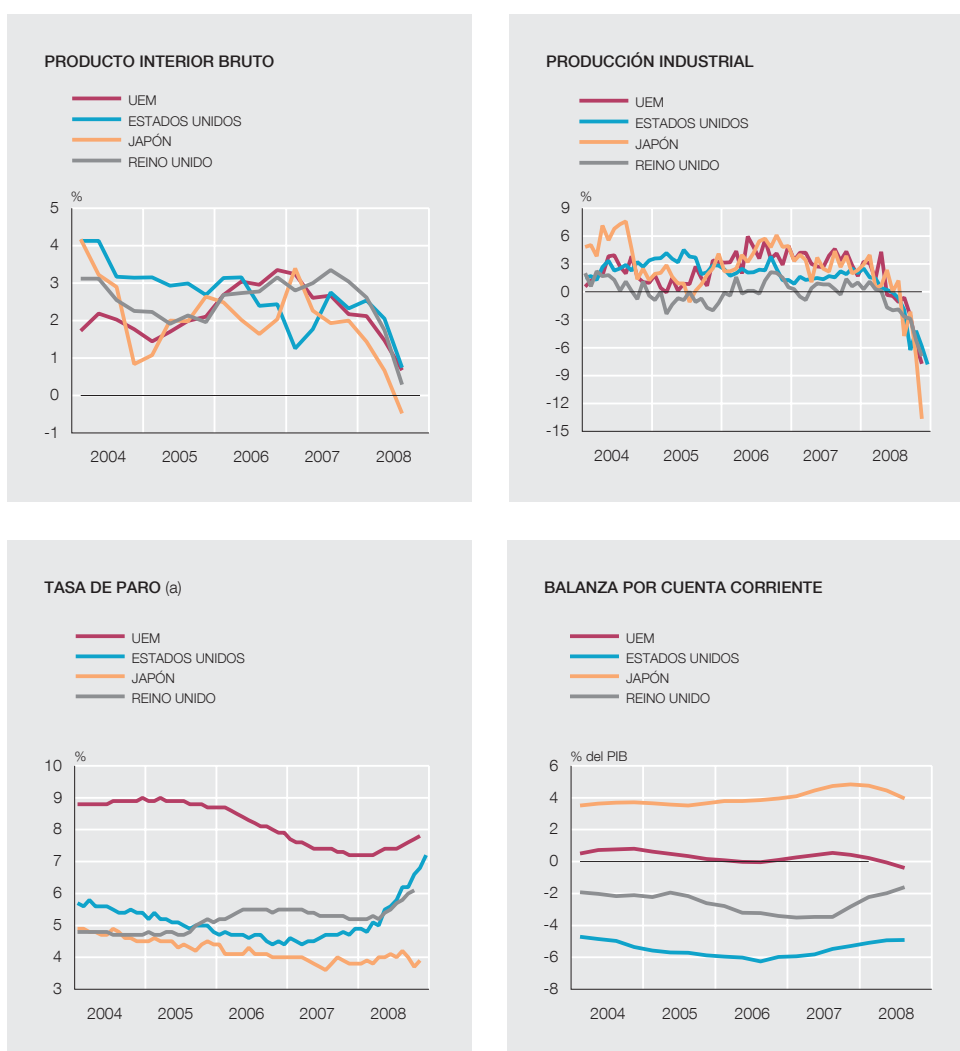 PRODUCTO INTERIOR BRUTO
UEM
ESTADOS UNIDOS
JAPÓN
REINO UNIDO
%
5
4
3
2
1
0
-1
2004 2005 2006 2007 2008
PRODUCCIÓN INDUSTRIAL
UEM
ESTADOS UNIDOS
JAPÓN
REINO UNIDO
%
9
6
3
0
-3
-6
-9
-12
-15
2004 2005 2006 2007 2008
TASA DE PARO (a)
UEM
ESTADOS UNIDOS
JAPÓN
REINO UNIDO
%
10
9
8
7
6
5
4
3
2004 2005 2006 2007 2008
BALANZA POR CUENTA CORRIENTE
UEM
ESTADOS UNIDOS
JAPÓN
REINO UNIDO
% del PIB
6
4
2
0
-2
-4
-6
-8
2004 2005 2006 2007 2008